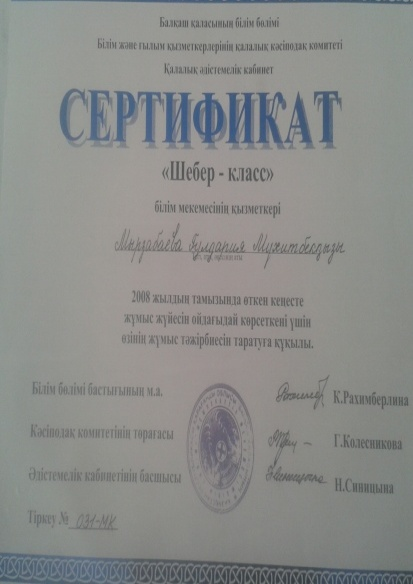 Балқаш қаласының білім бөлімі
Білім және ғылым қызметкерлерінің қалалық кәсіподақ комитеті
Қалалық әдістемелік кабинет
СЕРТИФИКАТ
«Шебер - класс»
білім мекемесінің қызметкері
Мырзабаева Гулдания Мухитбекқызы
2008 жылдың тамызында өткен кеңесте
жұмыс жүйесін ойдағыдай көрсеткені үшін
өзінің жұмыс тәжірбиесін таратуға құқылы.
Білім бөлімі бастығының м.а.
К.Рахимберлина
Кәсіподақ комитетінің төрағасы
Г.Колесникова
Әдістемелік кабинетінің басшысы
Н.Синицына
Тіркеу № 031-МК